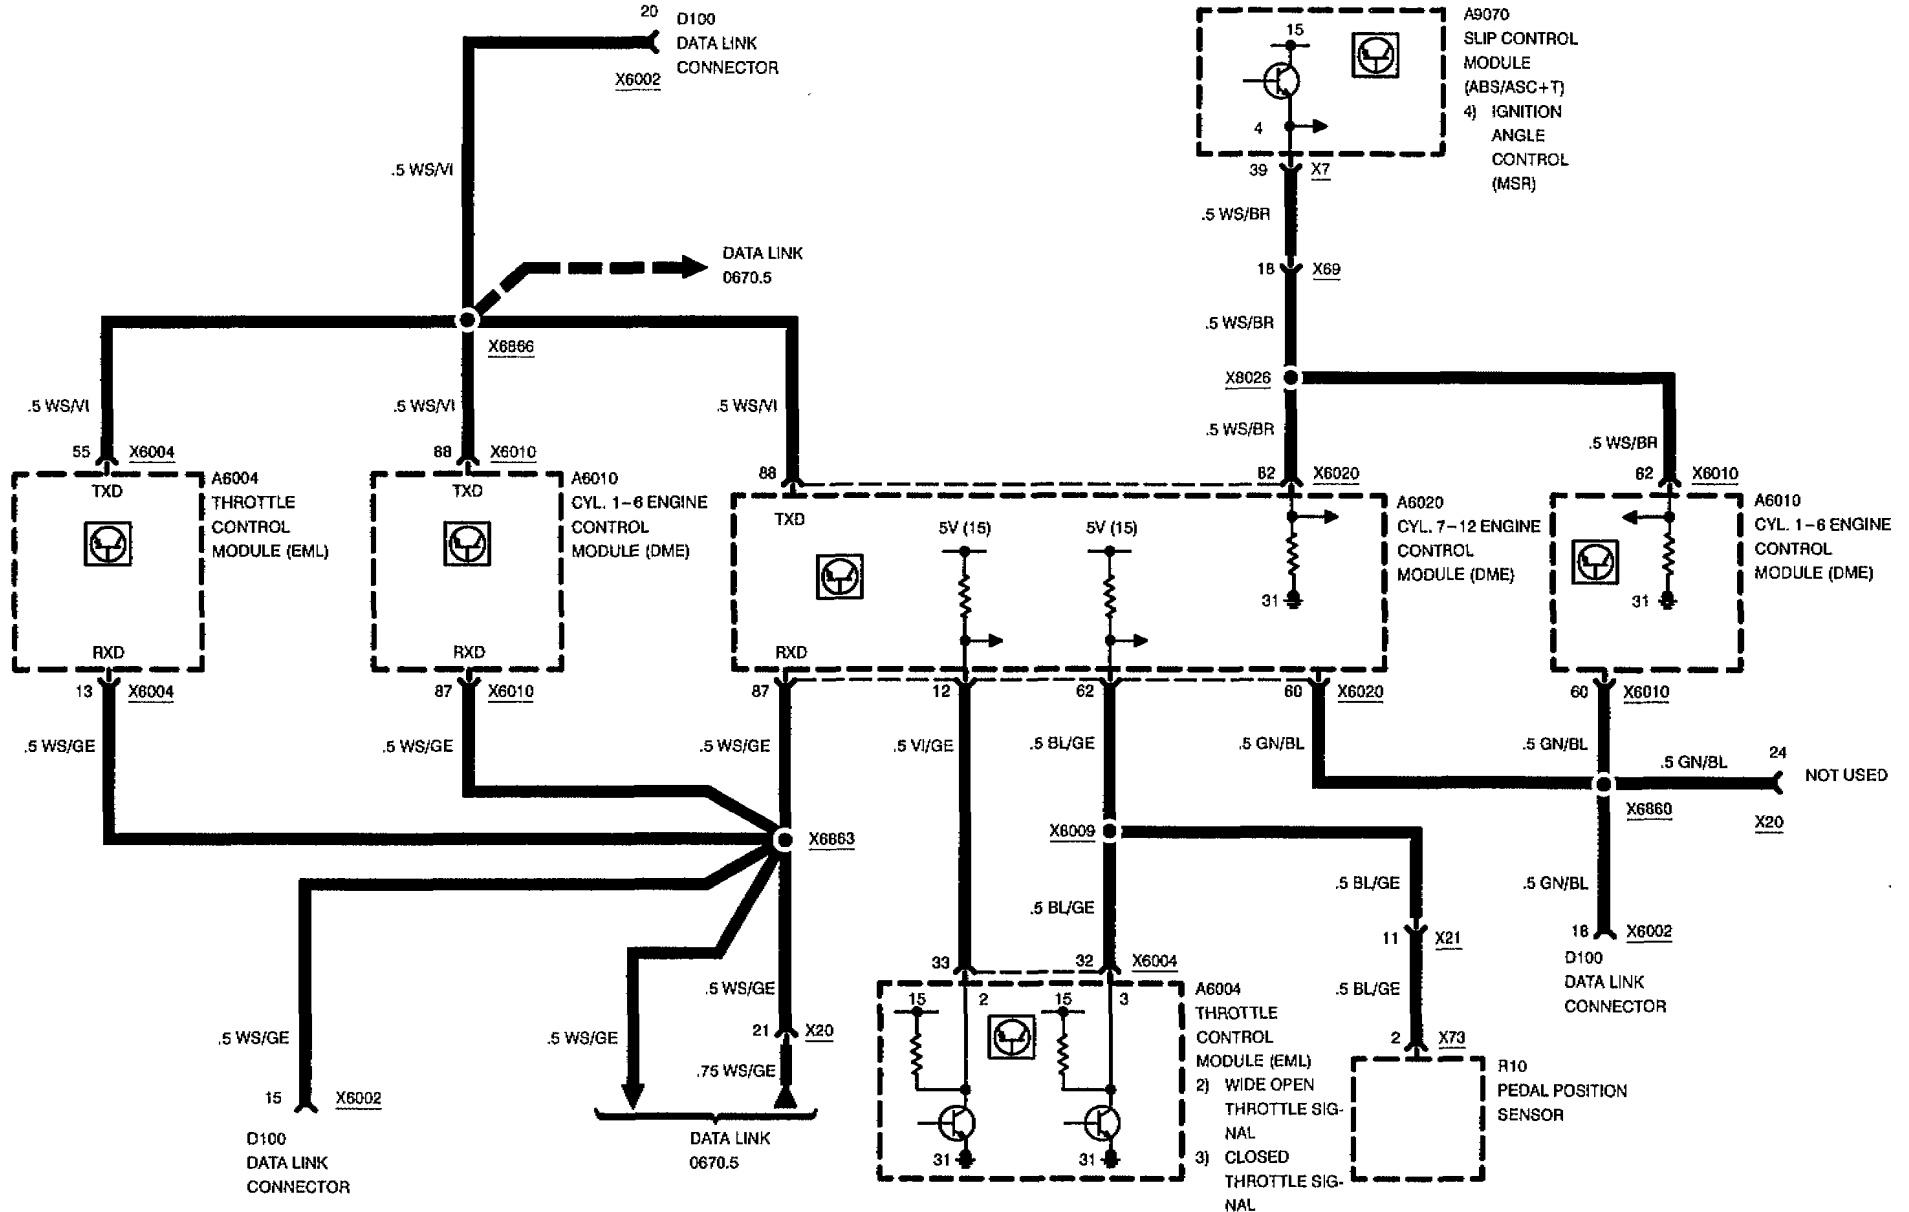 20
D100
DATA LINK
CONNECTOR
X6002
.5 WS/VI
DATA LINK
0670.5
X6866
.5 WS/VI
.5 WS/VI
.5 WS/VI
A9070
SLIP CONTROL
MODULE
(ABS/ASC+T)
4) IGNITION
ANGLE
CONTROL
(MSR)
15
4
39
X7
.5 WS/BR
18
X69
.5 WS/BR
X8026
.5 WS/BR
.5 WS/BR
55
X6004
TXD
RXD
A6004
THROTTLE
CONTROL
MODULE (EML)
13
X6004
88
X6010
TXD
RXD
A6010
CYL. 1-6 ENGINE
CONTROL
MODULE (DME)
87
X6010
88
82
X6020
TXD
5V (15)
5V (15)
31
RXD
A6020
CYL. 7-12 ENGINE
CONTROL
MODULE (DME)
87
12
62
60
X6020
82
X6010
31
A6010
CYL. 1-6 ENGINE
CONTROL
MODULE (DME)
60
X6010
.5 WS/GE
.5 WS/GE
.5 WS/GE
.5 VI/GE
.5 BL/GE
.5 GN/BL
.5 GN/BL
.5 GN/BL
24
NOT USED
X6860
X20
X6863
X6009
.5 BL/GE
.5 BL/GE
.5 GN/BL
11
X21
.5 BL/GE
18
X6002
D100
DATA LINK
CONNECTOR
.5 WS/GE
15
X6002
D100
DATA LINK
CONNECTOR
.5 WS/GE
.5 WS/GE
21
X20
.75 WS/GE
DATA LINK
0670.5
33
32
X6004
15
2
15
3
31
31
A6004
THROTTLE
CONTROL
MODULE (EML)
2) WIDE OPEN
THROTTLE SIG-
NAL
3) CLOSED
THROTTLE SIG-
NAL
2
X73
R10
PEDAL POSITION
SENSOR